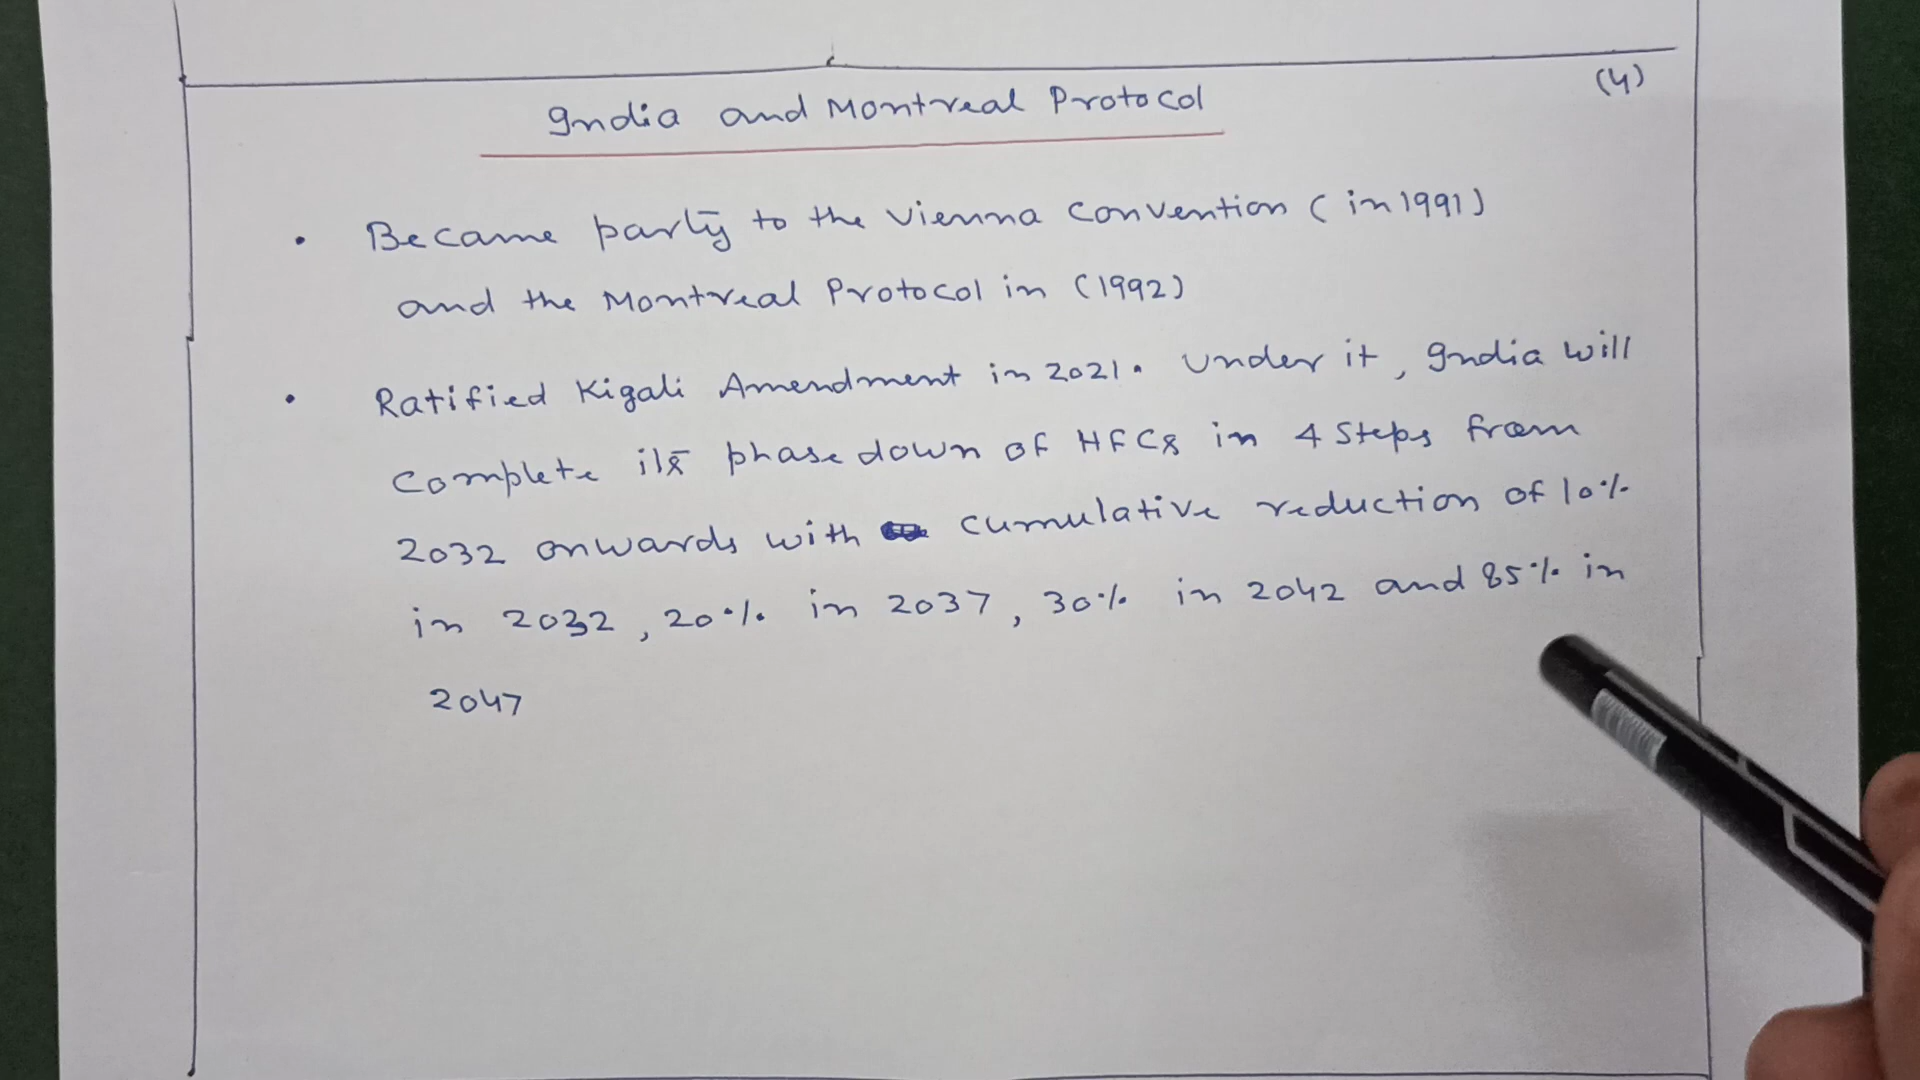 (4)
India and Montreal Protocol
• Became party to the Vienna Convention (in 1991)
and the Montreal Protocol in (1992)
• Ratified Kigali Amendment in 2021. Under it, India will
complete its phase down of HFCs in 4 Steps from
2032 onwards with cumulative reduction of 10%
in 2032, 20% in 2037, 30% in 2042 and 85% in
2047